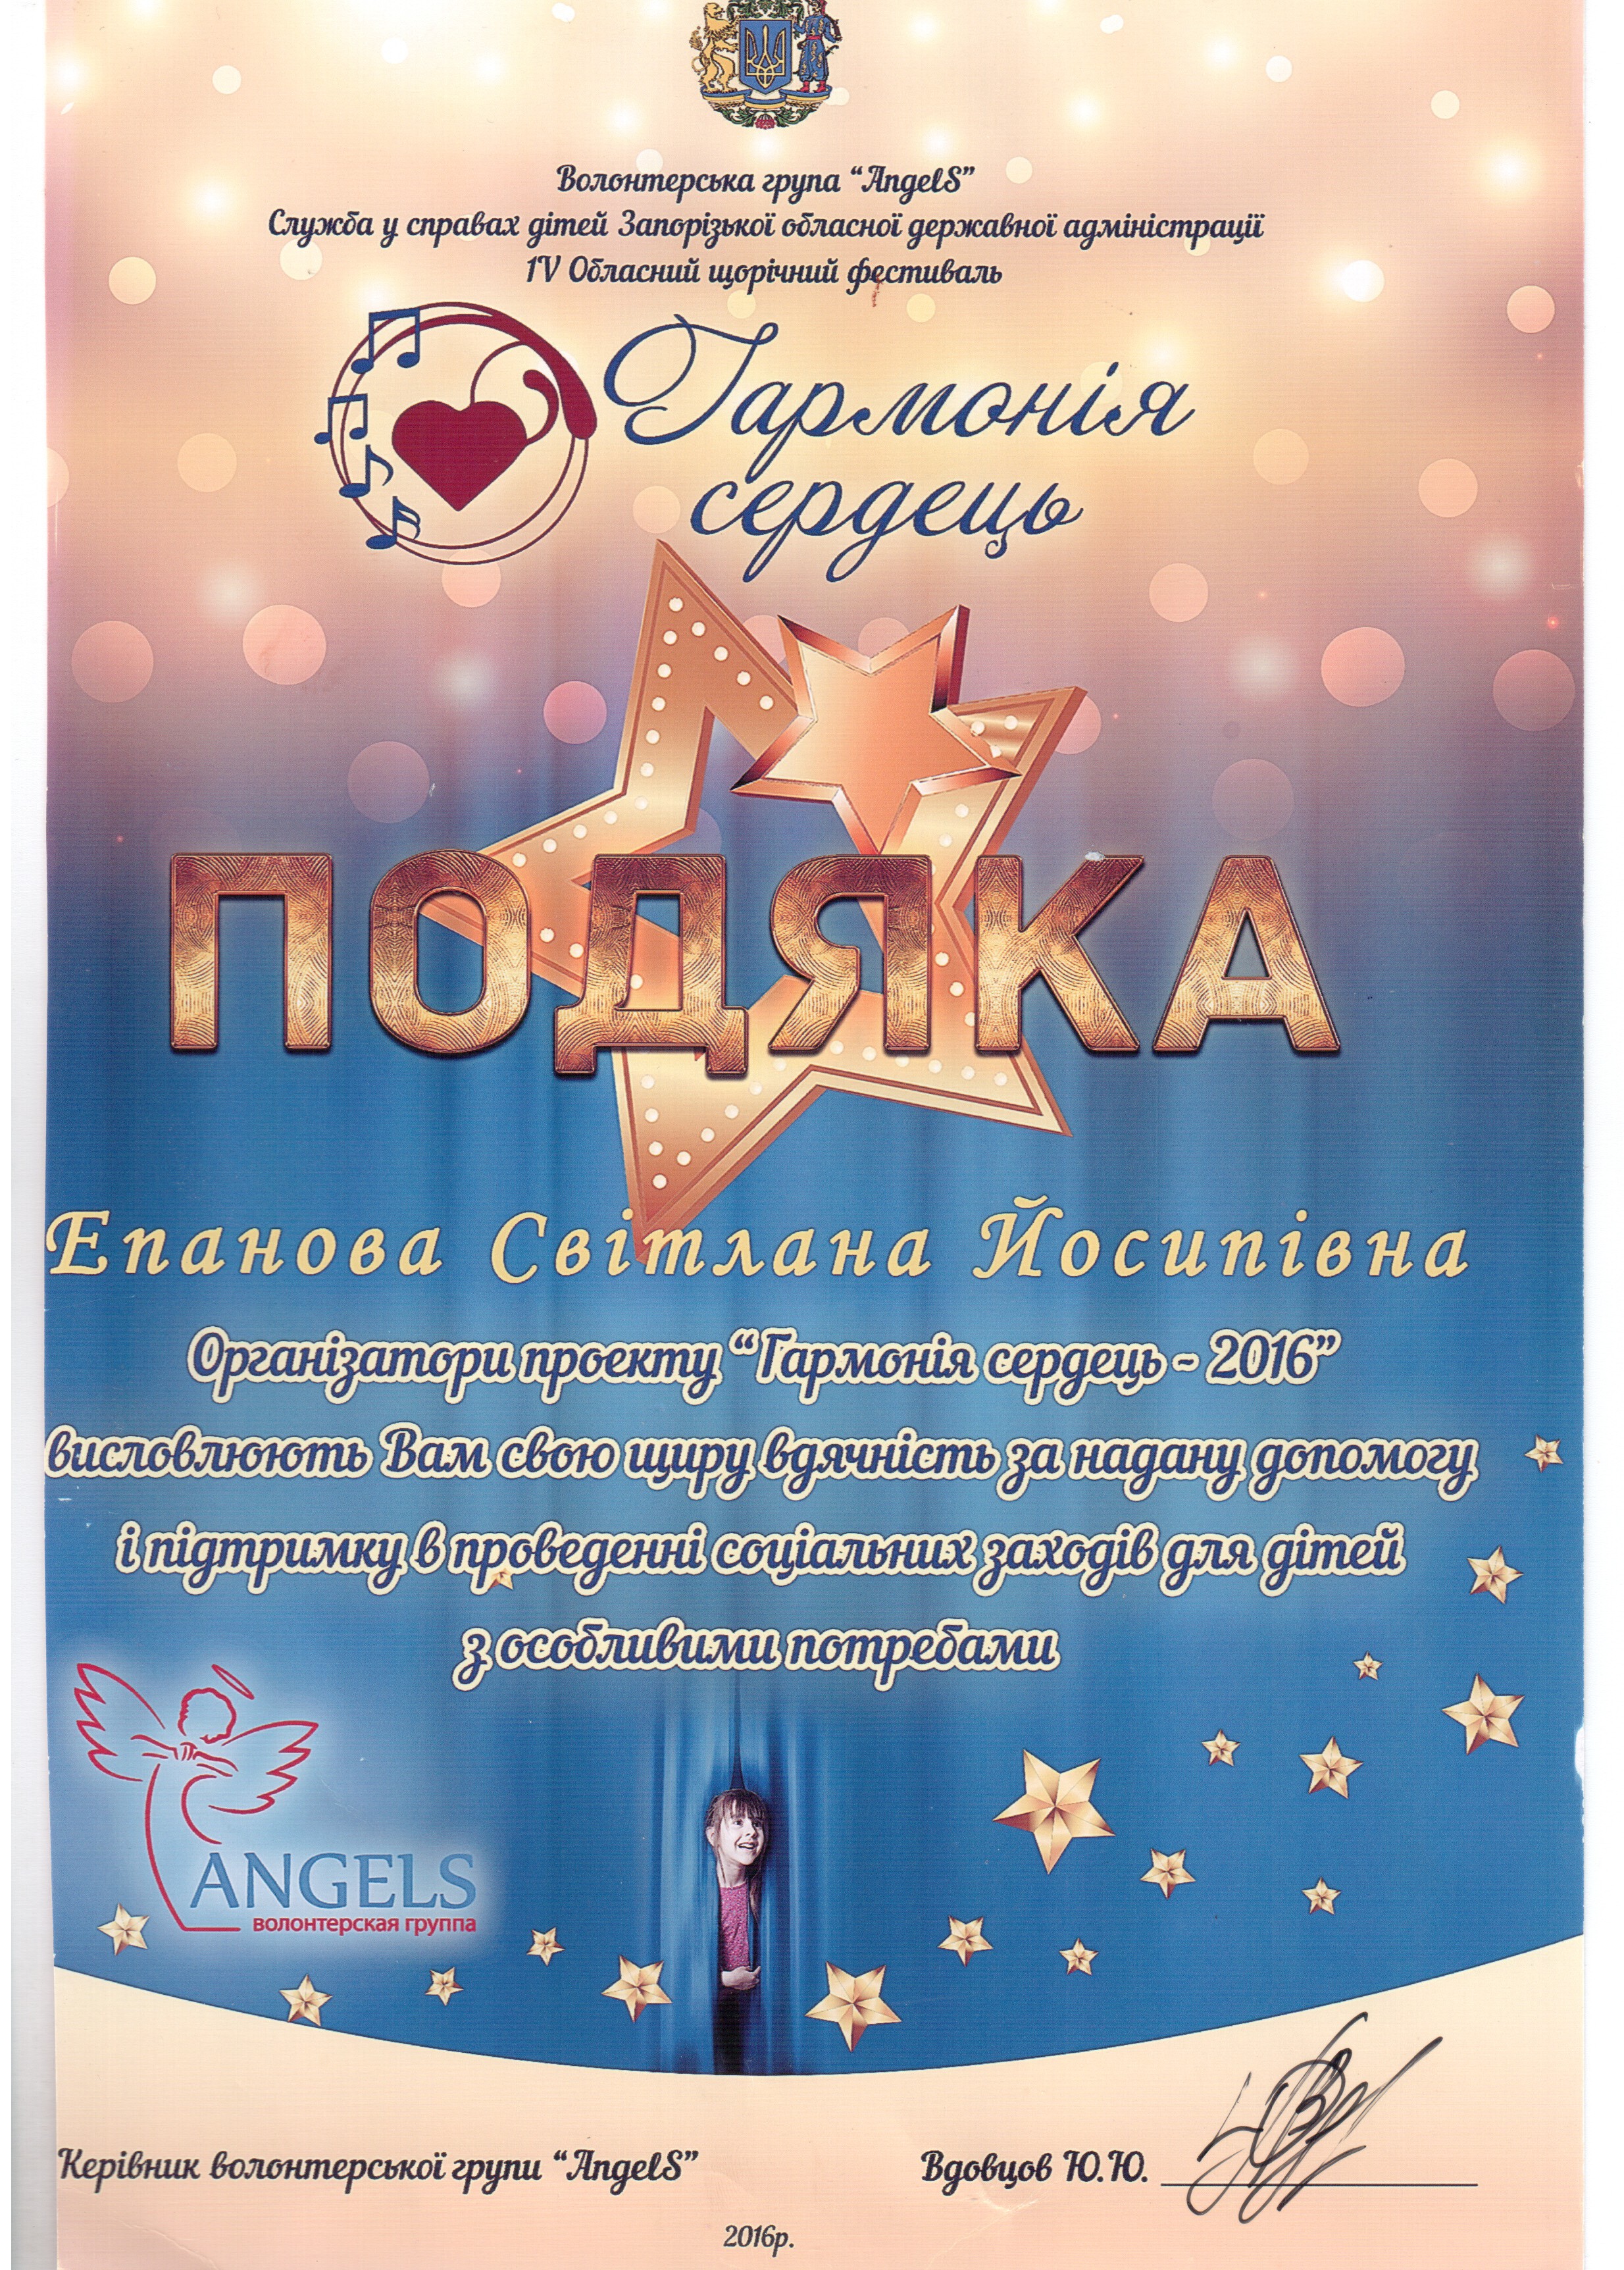 Волонтерська група “AngelS”
Служба у справах дітей Запорізької обласної державної адміністрації
IV Обласний щорічний фестиваль
Гармонія
сердець
ПОДЯКА
Епанова Світлана Йосипівна
Організатори проекту “Гармонія сердець - 2016”
висловлюють Вам свою щиру вдячність за надану допомогу
і підтримку в проведенні соціальних заходів для дітей
з особливими потребами
ANGELS
волонтерская группа
Керівник волонтерської групи “AngelS” Вдовцов Ю.Ю.
2016р.